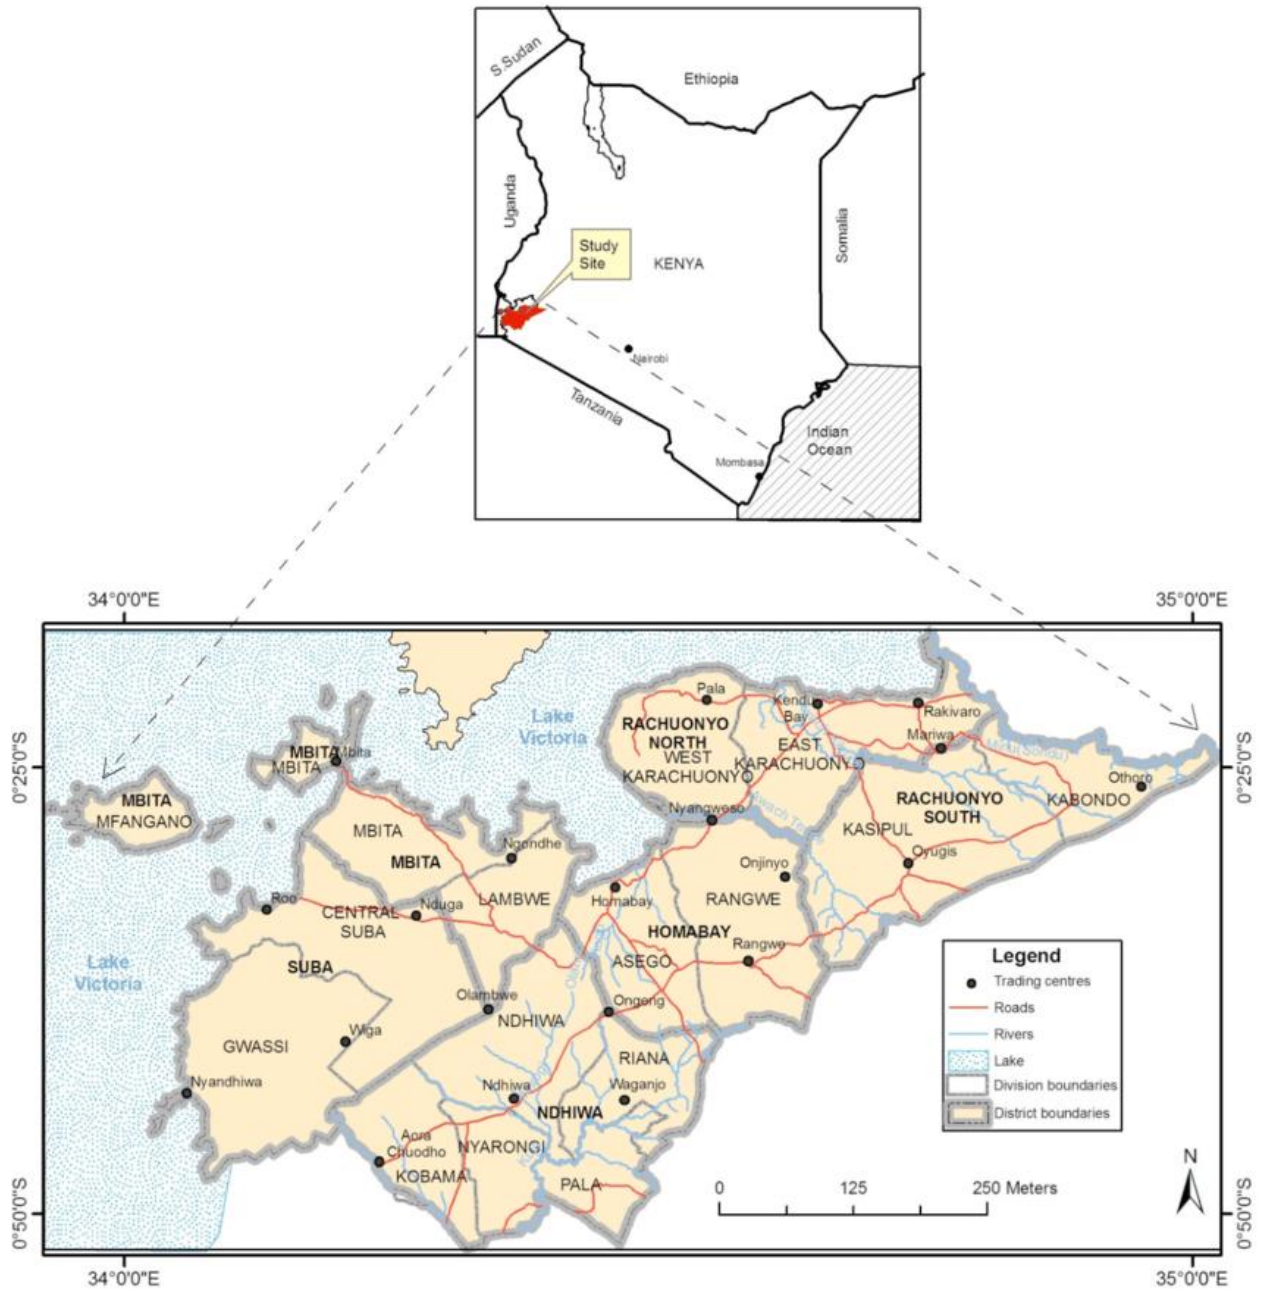 S.Sudan
Ethiopia
Uganda
Somalia
Study
Site
KENYA
Nairobi
Tanzania
Indian
Ocean
Mombasa
34°0'0"E
35°0'0"E
0°25'0"S
0°25'0"S
Lake
Victoria
Pala
Kendu
Bay
Rakivaro
RACHUONYO
NORTH
WEST
KARACHUONYO
EAST
KARACHUONYO
Mariwa
MBITA
Mbita
MBITA
MBITA
MFANGANO
Othoro
KABONDO
RACHUONYO
SOUTH
KASIPUL
Oyugis
Nyangweso
MBITA
MBITA
Ngondhe
Onjinyo
RANGWE
LAMBWE
Homabay
Roo
CENTRAL
SUBA
Nduga
HOMABAY
Rangwe
ASEGO
SUBA
Lake
Victoria
Olambwe
Ongeng
NDHIWA
GWASSI
Wiga
RIANA
Nyandhiwa
Ndhiwa
Waganjo
NDHIWA
Aora
Chuodho
NYARONGI
KOBAMA
PALA
Legend
Trading centres
Roads
Rivers
Lake
Division boundaries
District boundaries
N
0 125 250 Meters
0°50'0"S
0°50'0"S
34°0'0"E
35°0'0"E